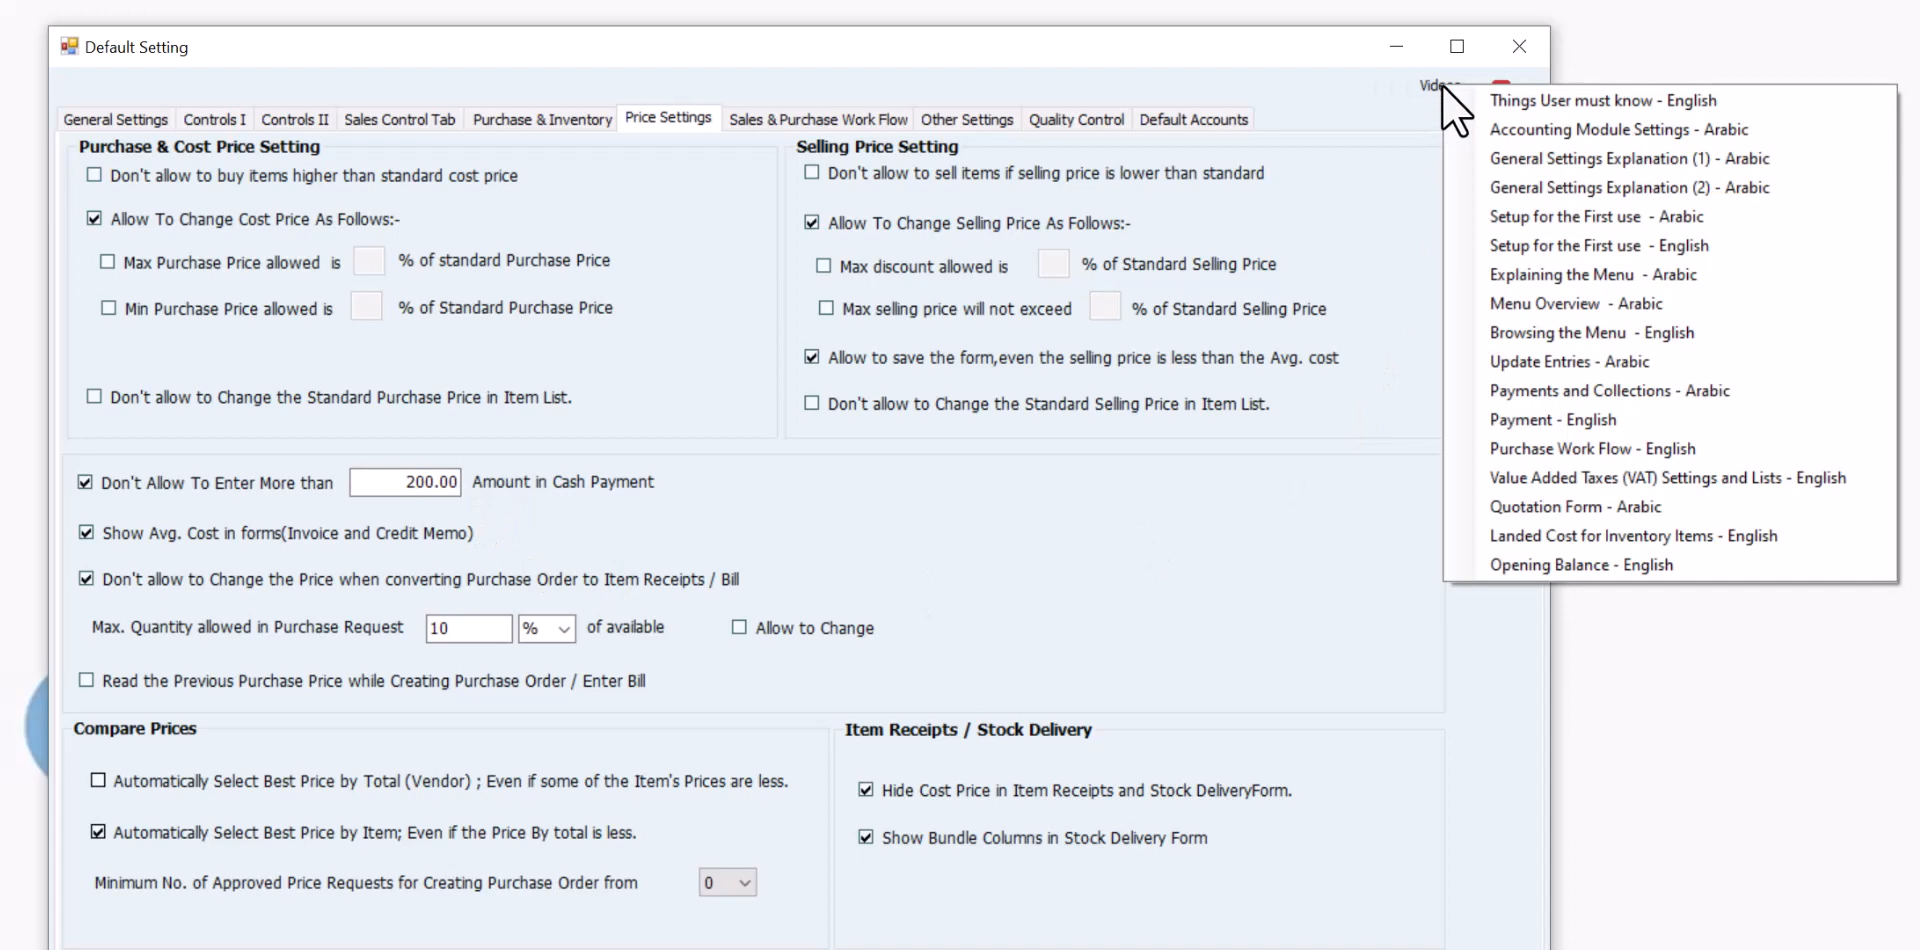 Default Setting
General Settings
Controls I
Controls II
Sales Control Tab
Purchase & Inventory
Price Settings
Sales & Purchase Work Flow
Other Settings
Quality Control
Default Accounts
Purchase & Cost Price Setting
Don't allow to buy items higher than standard cost price
Allow To Change Cost Price As Follows:-
Max Purchase Price allowed is % of standard Purchase Price
Min Purchase Price allowed is % of Standard Purchase Price
Don't allow to Change the Standard Purchase Price in Item List.
Selling Price Setting
Don't allow to sell items if selling price is lower than standard
Allow To Change Selling Price As Follows:-
Max discount allowed is % of Standard Selling Price
Max selling price will not exceed % of Standard Selling Price
Allow to save the form,even the selling price is less than the Avg. cost
Don't allow to Change the Standard Selling Price in Item List.
Things User must know - English
Accounting Module Settings - Arabic
General Settings Explanation (1) - Arabic
General Settings Explanation (2) - Arabic
Setup for the First use - Arabic
Setup for the First use - English
Explaining the Menu - Arabic
Menu Overview - Arabic
Browsing the Menu - English
Update Entries - Arabic
Payments and Collections - Arabic
Payment - English
Purchase Work Flow - English
Value Added Taxes (VAT) Settings and Lists - English
Quotation Form - Arabic
Landed Cost for Inventory Items - English
Opening Balance - English
Don't Allow To Enter More than 200.00 Amount in Cash Payment
Show Avg. Cost in forms(Invoice and Credit Memo)
Don't allow to Change the Price when converting Purchase Order to Item Receipts / Bill
Max. Quantity allowed in Purchase Request 10 % of available Allow to Change
Read the Previous Purchase Price while Creating Purchase Order / Enter Bill
Compare Prices
Automatically Select Best Price by Total (Vendor) ; Even if some of the Item's Prices are less.
Automatically Select Best Price by Item; Even if the Price By total is less.
Minimum No. of Approved Price Requests for Creating Purchase Order from 0
Item Receipts / Stock Delivery
Hide Cost Price in Item Receipts and Stock DeliveryForm.
Show Bundle Columns in Stock Delivery Form